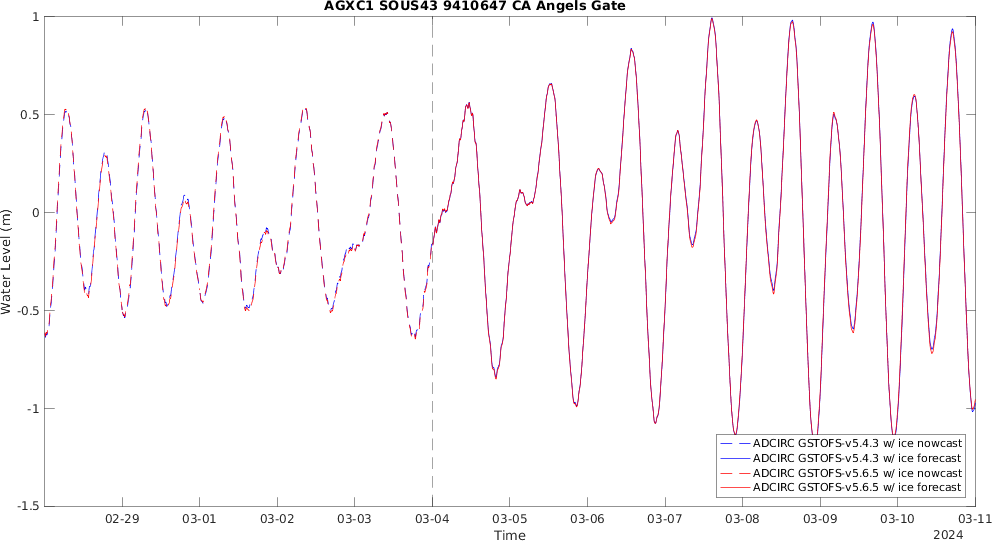 AGXC1 SOUS43 9410647 CA Angels Gate
1
0.5
0
-0.5
-1
-1.5
Water Level (m)
ADCIRC GSTOFS-v5.4.3 w/ ice nowcast
ADCIRC GSTOFS-v5.4.3 w/ ice forecast
ADCIRC GSTOFS-v5.6.5 w/ ice nowcast
ADCIRC GSTOFS-v5.6.5 w/ ice forecast
02-29 03-01 03-02 03-03 03-04 03-05 03-06 03-07 03-08 03-09 03-10 03-11
Time
2024